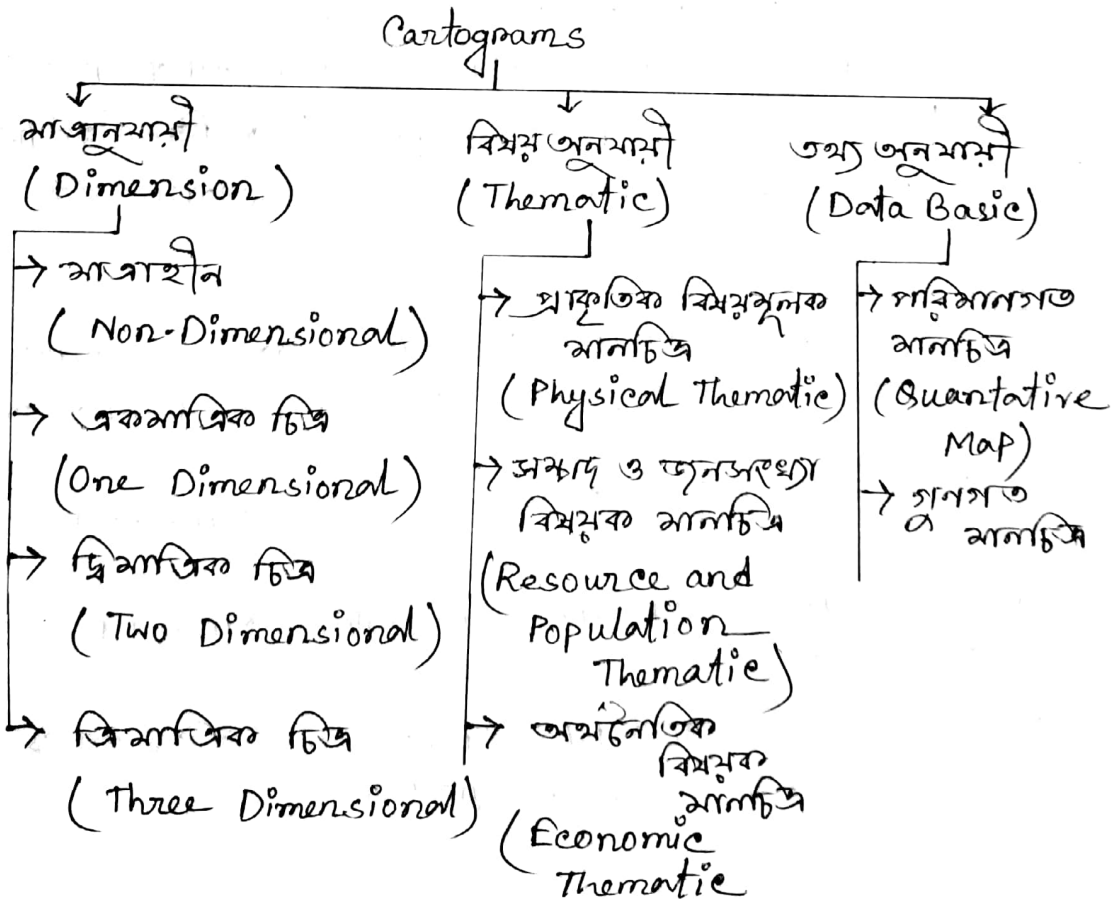 Cartograms
মাত্রানুযায়ী
(Dimension)
→ মাত্রাহীন
(Non-Dimensional)
→ একমাত্রিক চিত্র
(One Dimensional)
→ দ্বিমাত্রিক চিত্র
(Two Dimensional)
→ ত্রিমাত্রিক চিত্র
(Three Dimensional)
বিষয় অনুযায়ী
(Thematic)
→ প্রাকৃতিক বিষয়মূলক
মানচিত্র
(Physical Thematic)
→ সম্পদ ও জনসংখ্যা
বিষয়ক মানচিত্র
(Resource and
Population
Thematic)
→ অর্থনৈতিক
বিষয়ক
মানচিত্র
(Economic
Thematic
তথ্য অনুযায়ী
(Data Basic)
→ পরিমানগত
মানচিত্র
(Quantative
Map)
→ গুনগত
মানচিত্র